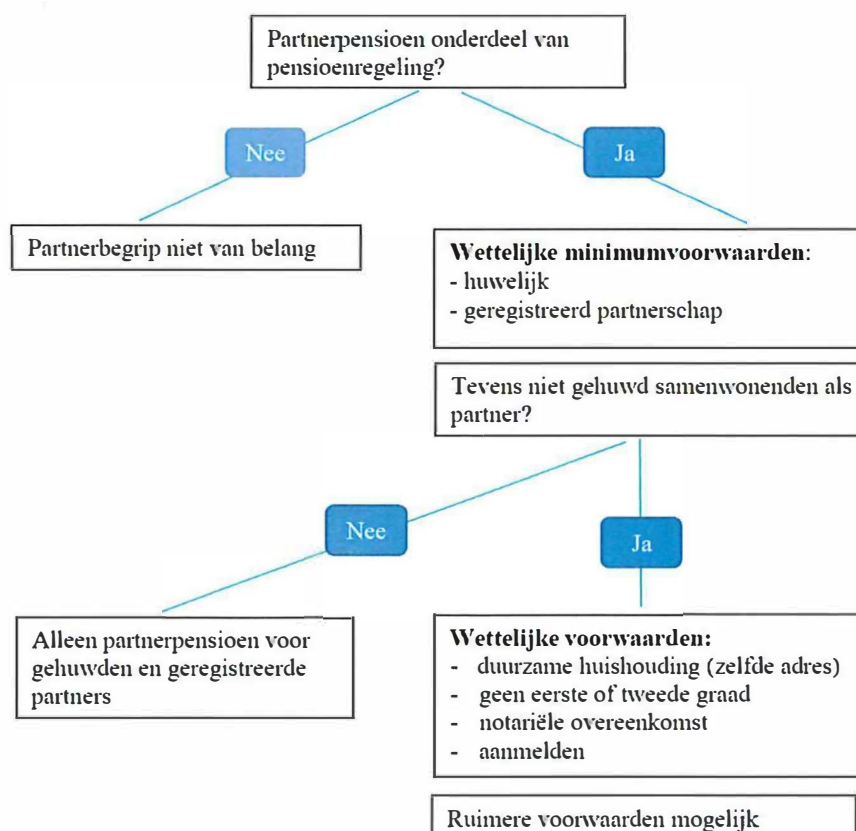 Partnerpensioen onderdeel van
pensioenregeling?
Nee
Ja
Partnerbegrip niet van belang
Wettelijke minimumvoorwaarden:
- huwelijk
- geregistreerd partnerschap
Tevens niet gehuwd samenwonenden als
partner?
Nee
Ja
Alleen partnerpensioen voor
gehuwden en geregistreerde
partners
Wettelijke voorwaarden:
- duurzame huishouding (zelfde adres)
- geen eerste of tweede graad
- notariële overeenkomst
- aanmelden
Ruimere voorwaarden mogelijk